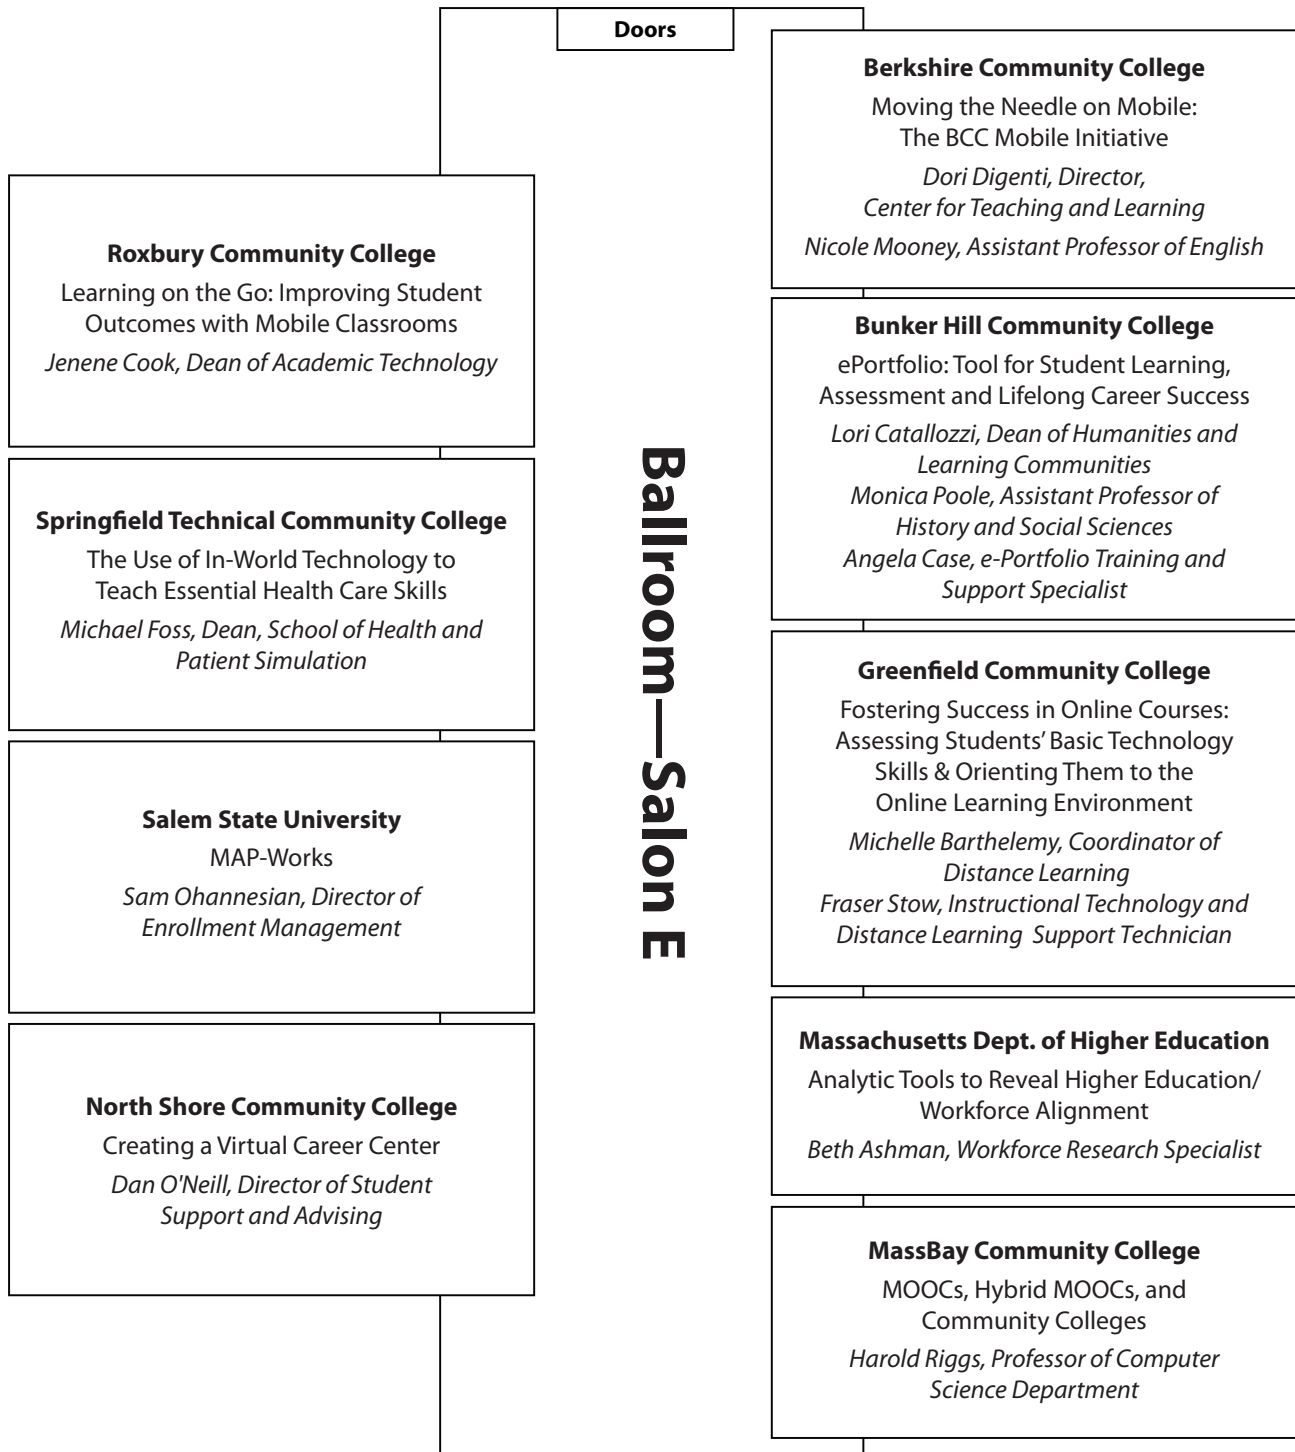 Doors
Roxbury Community College
Learning on the Go: Improving Student
Outcomes with Mobile Classrooms
Jenene Cook, Dean of Academic Technology
Springfield Technical Community College
The Use of In-World Technology to
Teach Essential Health Care Skills
Michael Foss, Dean, School of Health and
Patient Simulation
Salem State University
MAP-Works
Sam Ohannesian, Director of
Enrollment Management
North Shore Community College
Creating a Virtual Career Center
Dan O'Neill, Director of Student
Support and Advising
Ballroom—Salon E
Berkshire Community College
Moving the Needle on Mobile:
The BCC Mobile Initiative
Dori Digenti, Director,
Center for Teaching and Learning
Nicole Mooney, Assistant Professor of English
Bunker Hill Community College
ePortfolio: Tool for Student Learning,
Assessment and Lifelong Career Success
Lori Catallozzi, Dean of Humanities and
Learning Communities
Monica Poole, Assistant Professor of
History and Social Sciences
Angela Case, e-Portfolio Training and
Support Specialist
Greenfield Community College
Fostering Success in Online Courses:
Assessing Students’ Basic Technology
Skills & Orienting Them to the
Online Learning Environment
Michelle Barthelemy, Coordinator of
Distance Learning
Fraser Stow, Instructional Technology and
Distance Learning Support Technician
Massachusetts Dept. of Higher Education
Analytic Tools to Reveal Higher Education/
Workforce Alignment
Beth Ashman, Workforce Research Specialist
MassBay Community College
MOOCs, Hybrid MOOCs, and
Community Colleges
Harold Riggs, Professor of Computer
Science Department